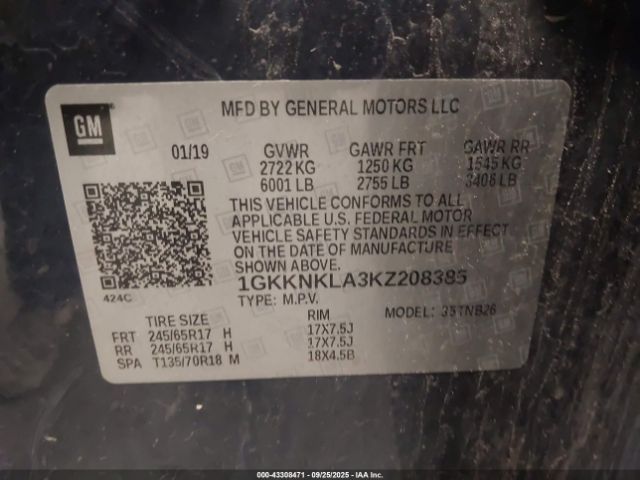 GM
MFD BY GENERAL MOTORS LLC
01/19 GVWR GAWR FRT GAWR RR
2722 KG 1250 KG 1545 KG
6001 LB 2755 LB 3406 LB
THIS VEHICLE CONFORMS TO ALL
APPLICABLE U.S. FEDERAL MOTOR
VEHICLE SAFETY STANDARDS IN EFFECT
ON THE DATE OF MANUFACTURE
SHOWN ABOVE.
424C
1GKKNKLA3KZ208385
TYPE: M.P.V. MODEL: 35TNB26
TIRE SIZE RIM
FRT 245/65R17 H 17X7.5J
RR 245/65R17 H 17X7.5J
SPA T135/70R18 M 18X4.5B
000-43308471 - 09/25/2025 - IAA Inc.